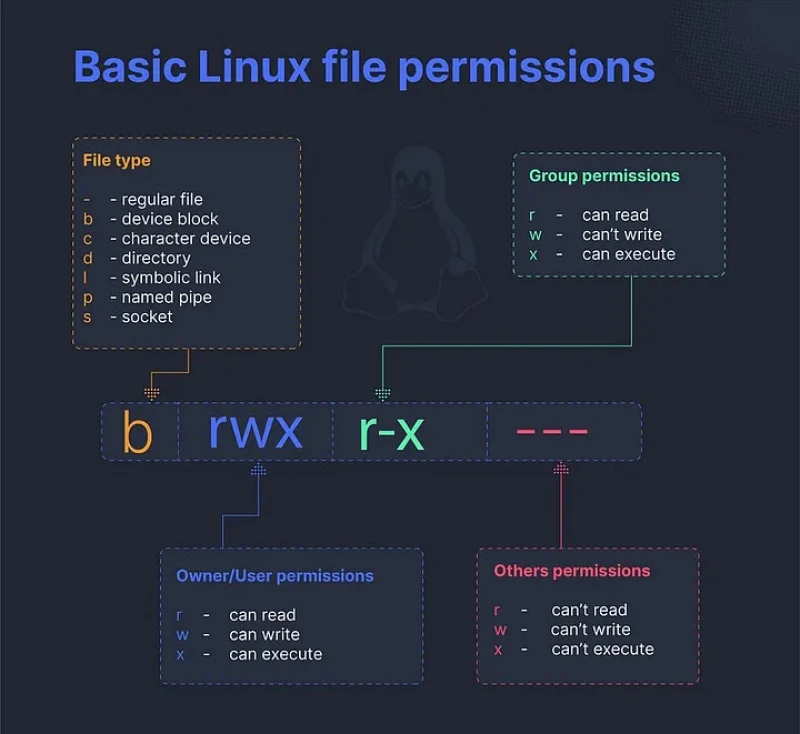 Basic Linux file permissions
File type
- - regular file
b - device block
c - character device
d - directory
l - symbolic link
p - named pipe
s - socket
Group permissions
r - can read
w - can’t write
x - can execute
b rwx r-x ---
Owner/User permissions
r - can read
w - can write
x - can execute
Others permissions
r - can’t read
w - can’t write
x - can’t execute